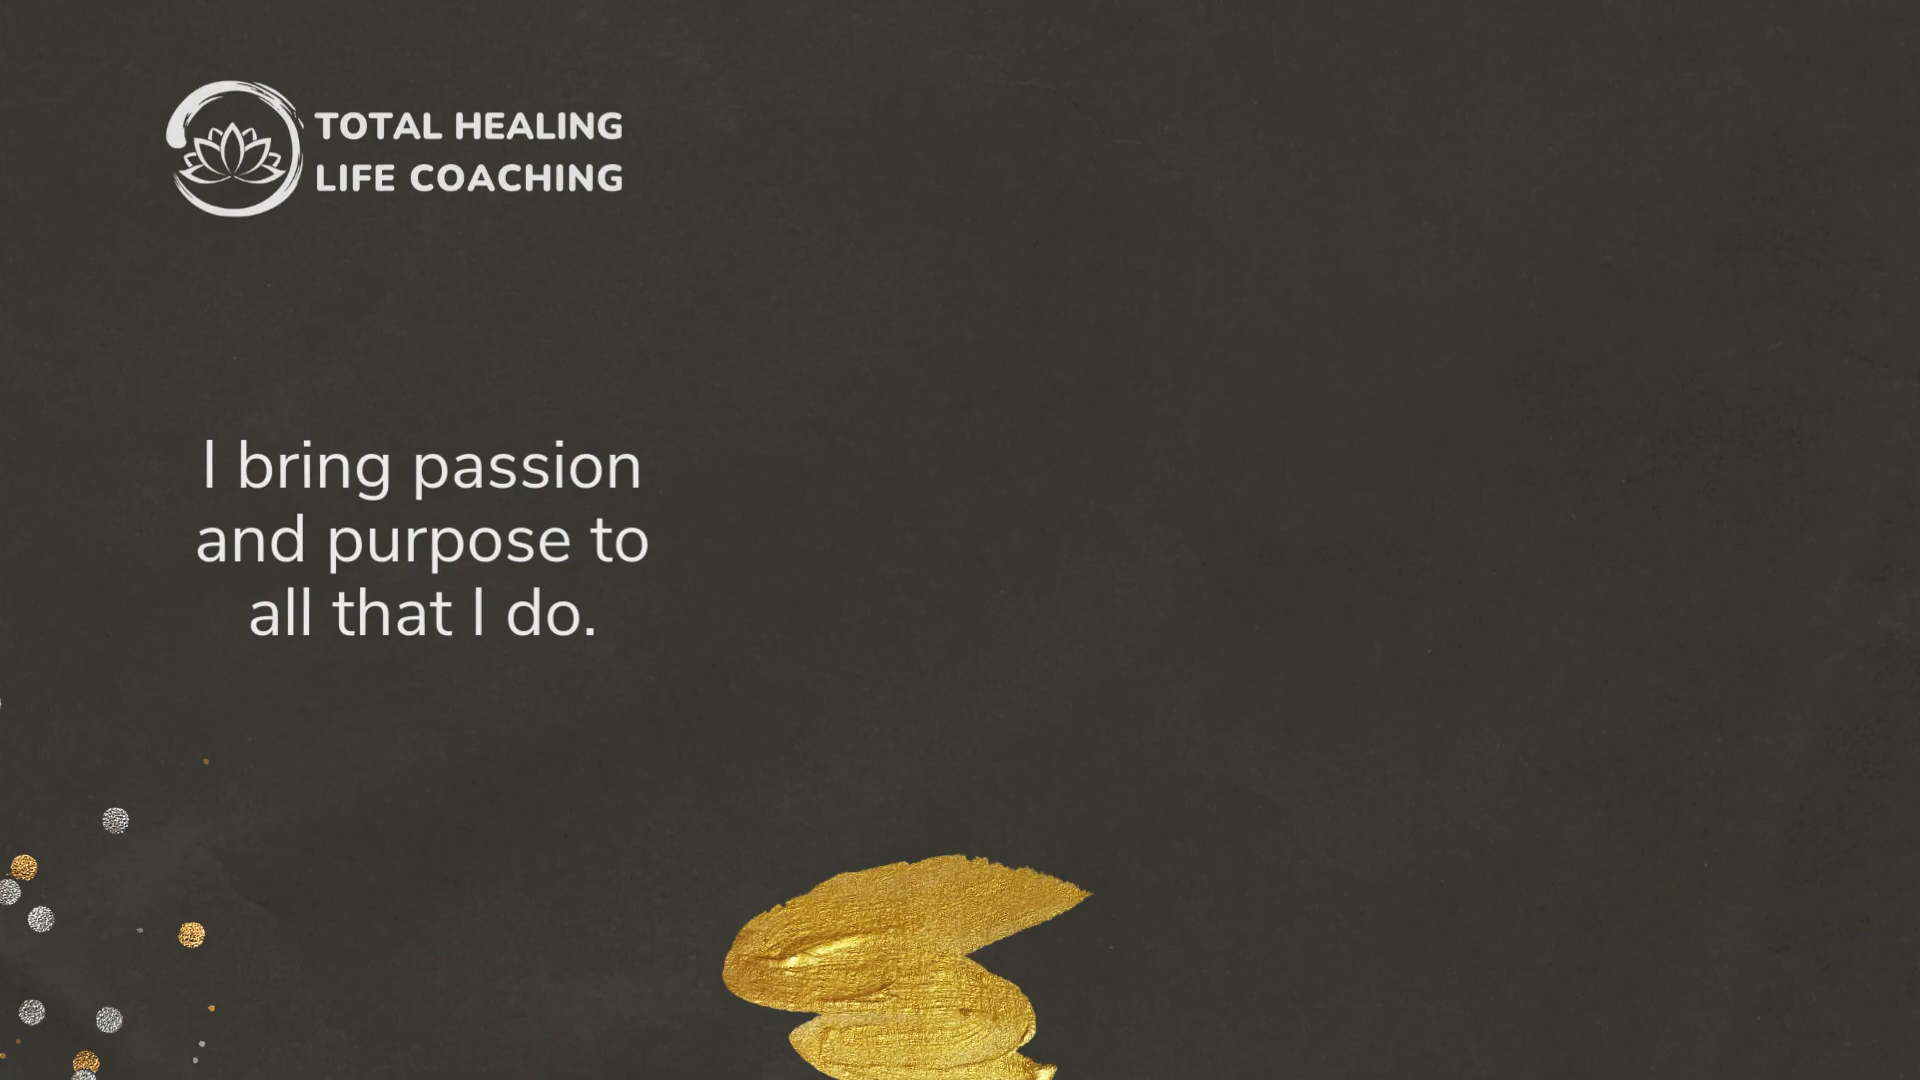 TOTAL HEALING
LIFE COACHING
I bring passion
and purpose to
all that I do.